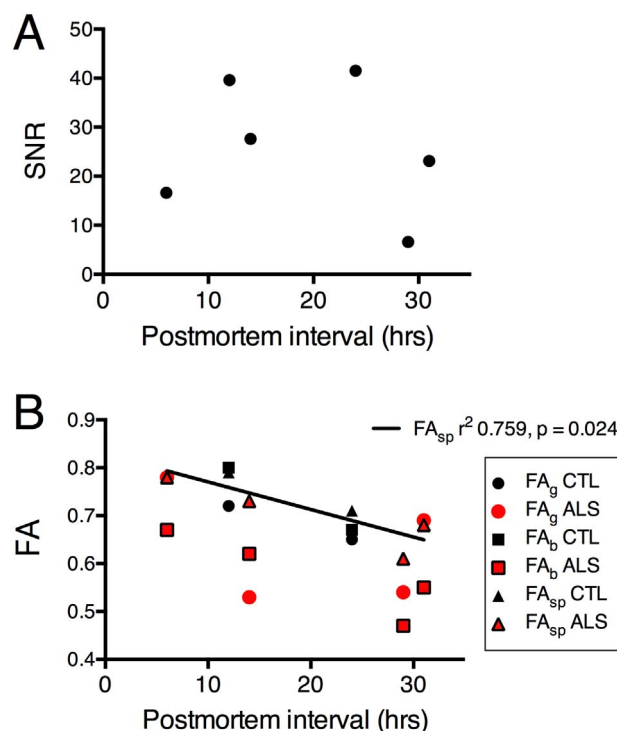 A
50
40
30
20
10
0
SNR
0 10 20 30
Postmortem interval (hrs)
B
0.9
0.8
0.7
0.6
0.5
0.4
FA
0 10 20 30
Postmortem interval (hrs)
FAsp r² 0.759, p = 0.024
FAg CTL
FAg ALS
FAb CTL
FAb ALS
FAsp CTL
FAsp ALS